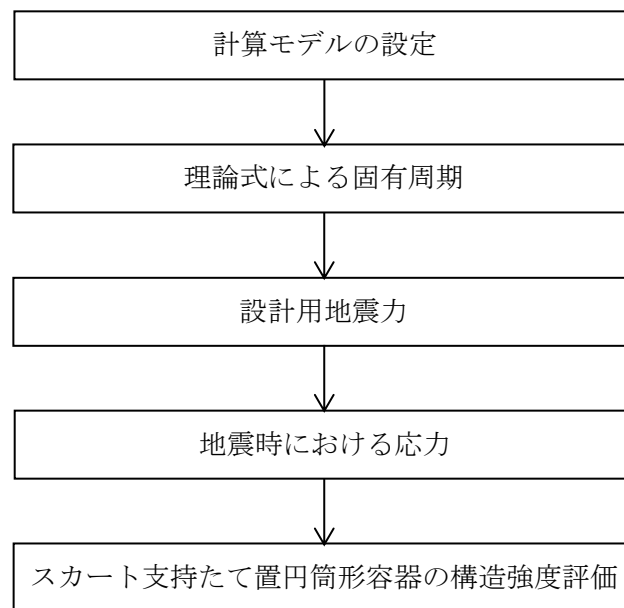 計算モデルの設定
理論式による固有周期
設計用地震力
地震時における応力
スカート支持たて置円筒形容器の構造強度評価